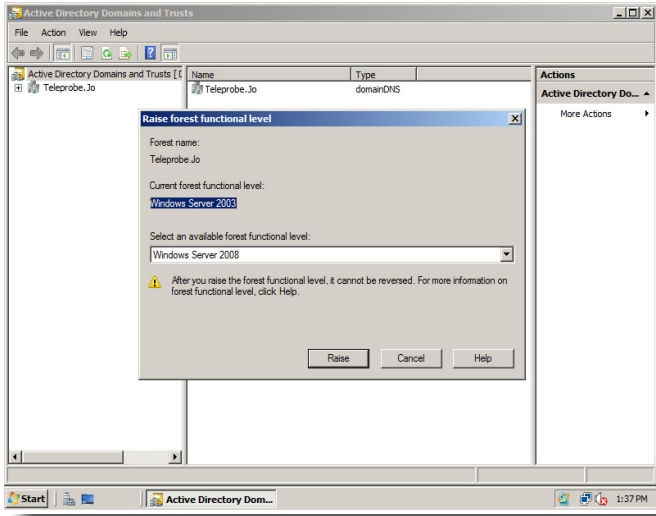 Active Directory Domains and Trusts
File Action View Help
Active Directory Domains and Trusts [
Teleprobe.Jo
Name Type
Teleprobe.Jo domainDNS
Actions
Active Directory Do...
More Actions
Raise forest functional level
Forest name:
Teleprobe.Jo
Current forest functional level:
Windows Server 2003
Select an available forest functional level:
Windows Server 2008
After you raise the forest functional level, it cannot be reversed. For more information on
forest functional level, click Help.
Raise Cancel Help
Start Active Directory Dom... 1:37 PM